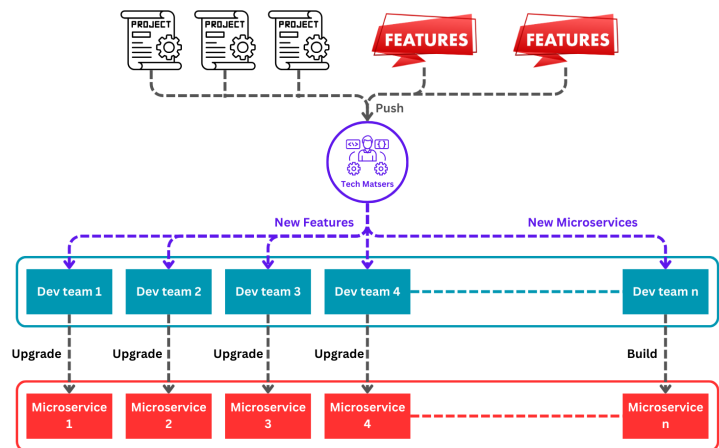 PROJECT
PROJECT
PROJECT
FEATURES
FEATURES
Push
Tech Matsers
New Features
New Microservices
Dev team 1
Dev team 2
Dev team 3
Dev team 4
Dev team n
Upgrade
Upgrade
Upgrade
Upgrade
Build
Microservice
1
Microservice
2
Microservice
3
Microservice
4
Microservice
n